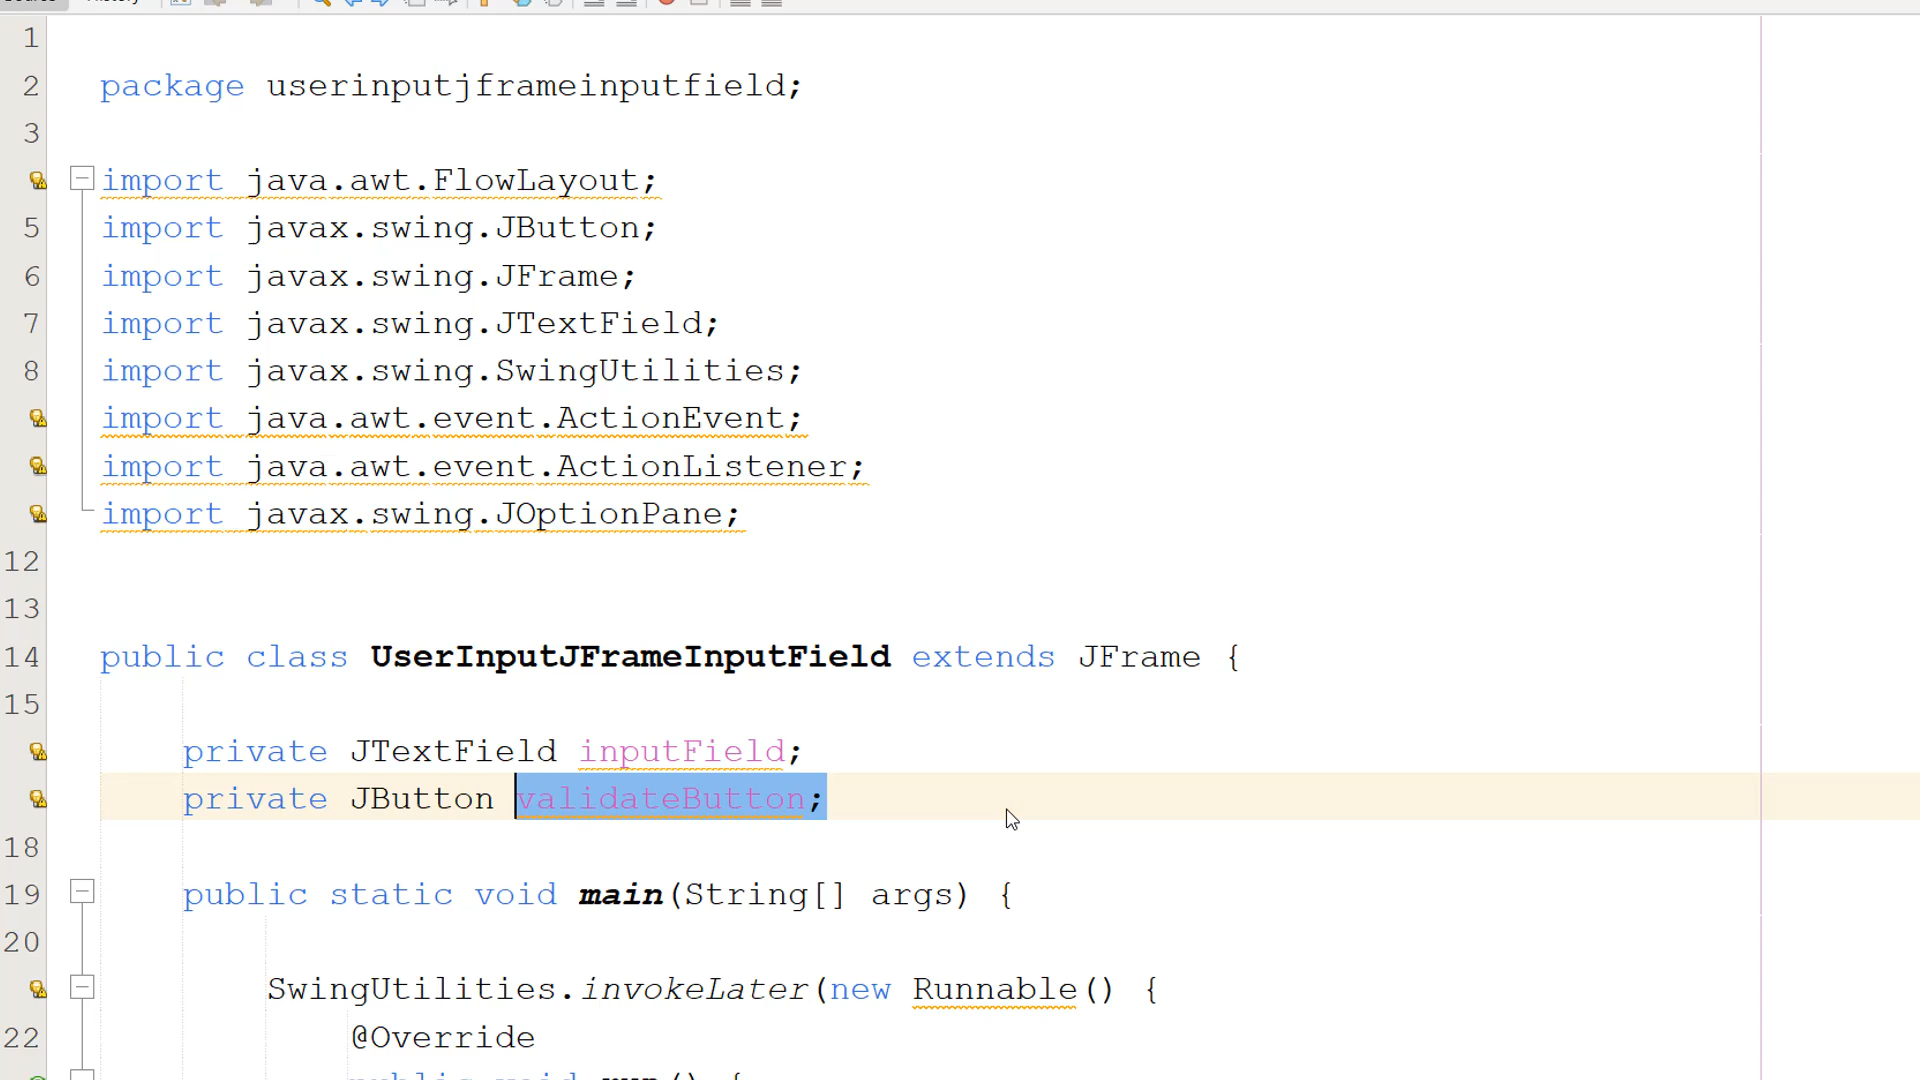 1
2 package userinputjframeinputfield;
3
import java.awt.FlowLayout;
5 import javax.swing.JButton;
6 import javax.swing.JFrame;
7 import javax.swing.JTextField;
8 import javax.swing.SwingUtilities;
import java.awt.event.ActionEvent;
import java.awt.event.ActionListener;
import javax.swing.JOptionPane;
12
13
14 public class UserInputJFrameInputField extends JFrame {
15
private JTextField inputField;
private JButton validateButton;
18
19 public static void main(String[] args) {
20
SwingUtilities.invokeLater(new Runnable() {
22 @Override
public void run() {